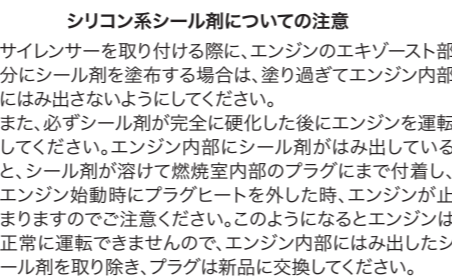 シリコン系シール剤についての注意
サイレンサーを取り付ける際に、エンジンのエキゾースト部
分にシール剤を塗布する場合は、塗り過ぎてエンジン内部
にはみ出さないようにしてください。
また、必ずシール剤が完全に硬化した後にエンジンを運転
してください。エンジン内部にシール剤がはみ出している
と、シール剤が溶けて燃焼室内部のプラグにまで付着し、
エンジン始動時にプラグヒートを外した時、エンジンが止
まりますのでご注意ください。このようになるとエンジンは
正常に運転できませんので、エンジン内部にはみ出したシ
ール剤を取り除き、プラグは新品に交換してください。